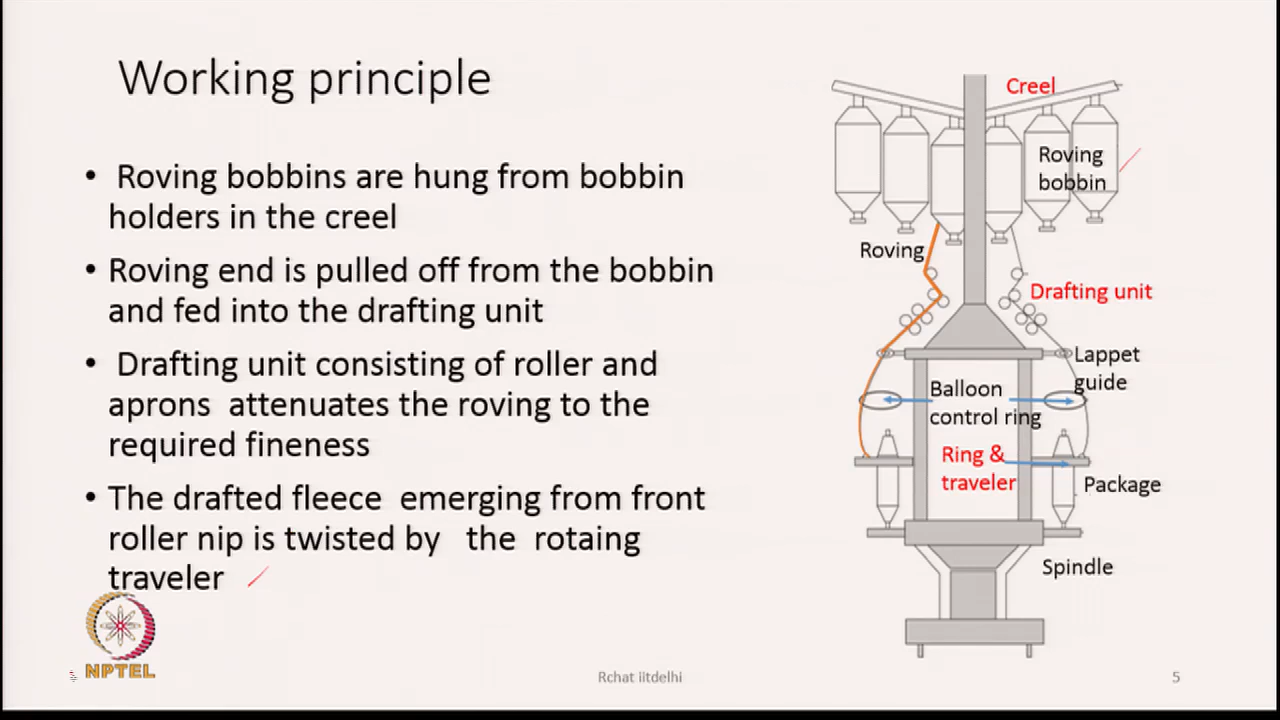 Working principle
• Roving bobbins are hung from bobbin
holders in the creel
• Roving end is pulled off from the bobbin
and fed into the drafting unit
• Drafting unit consisting of roller and
aprons attenuates the roving to the
required fineness
• The drafted fleece emerging from front
roller nip is twisted by the rotaing
traveler
Creel
Roving
bobbin
Roving
Drafting unit
Lappet
guide
Balloon
control ring
Ring &
traveler
Package
Spindle
NPTEL
Rchat iitdelhi
5